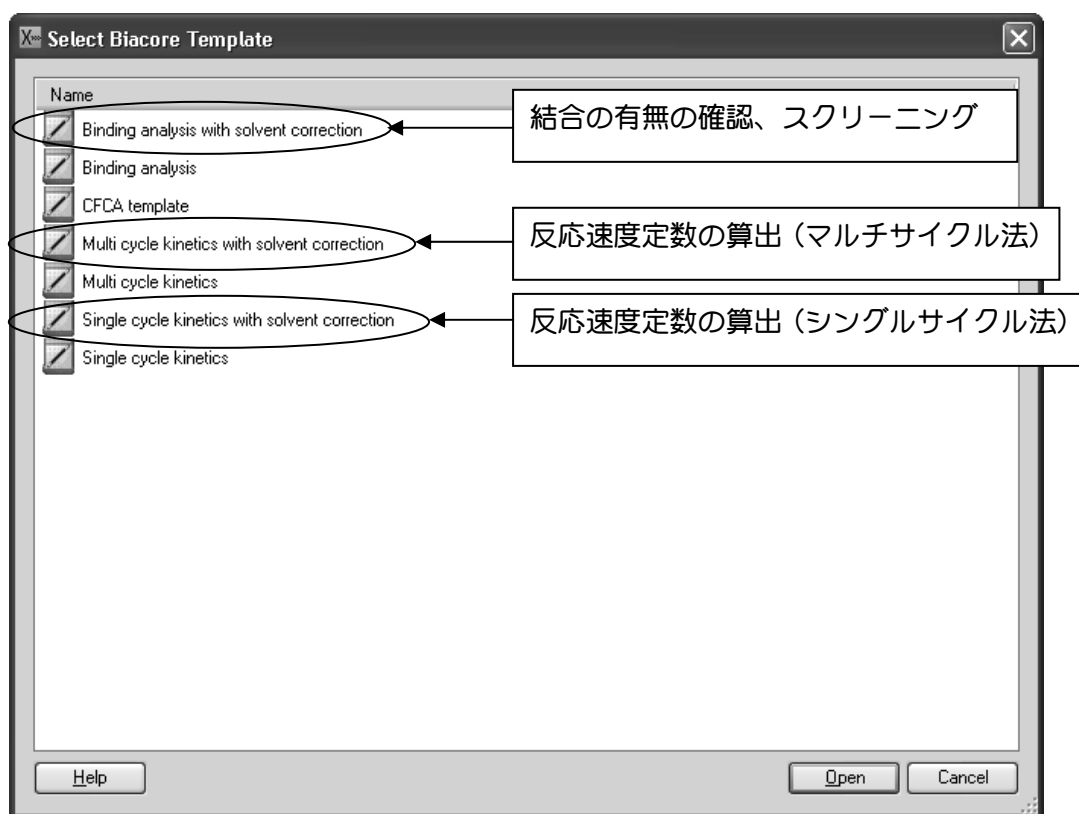 Select Biacore Template
Name
Binding analysis with solvent correction
結合の有無の確認、スクリーニング
Binding analysis
CFCA template
Multi cycle kinetics with solvent correction
反応速度定数の算出（マルチサイクル法）
Multi cycle kinetics
Single cycle kinetics with solvent correction
反応速度定数の算出（シングルサイクル法）
Single cycle kinetics
Help
Open
Cancel